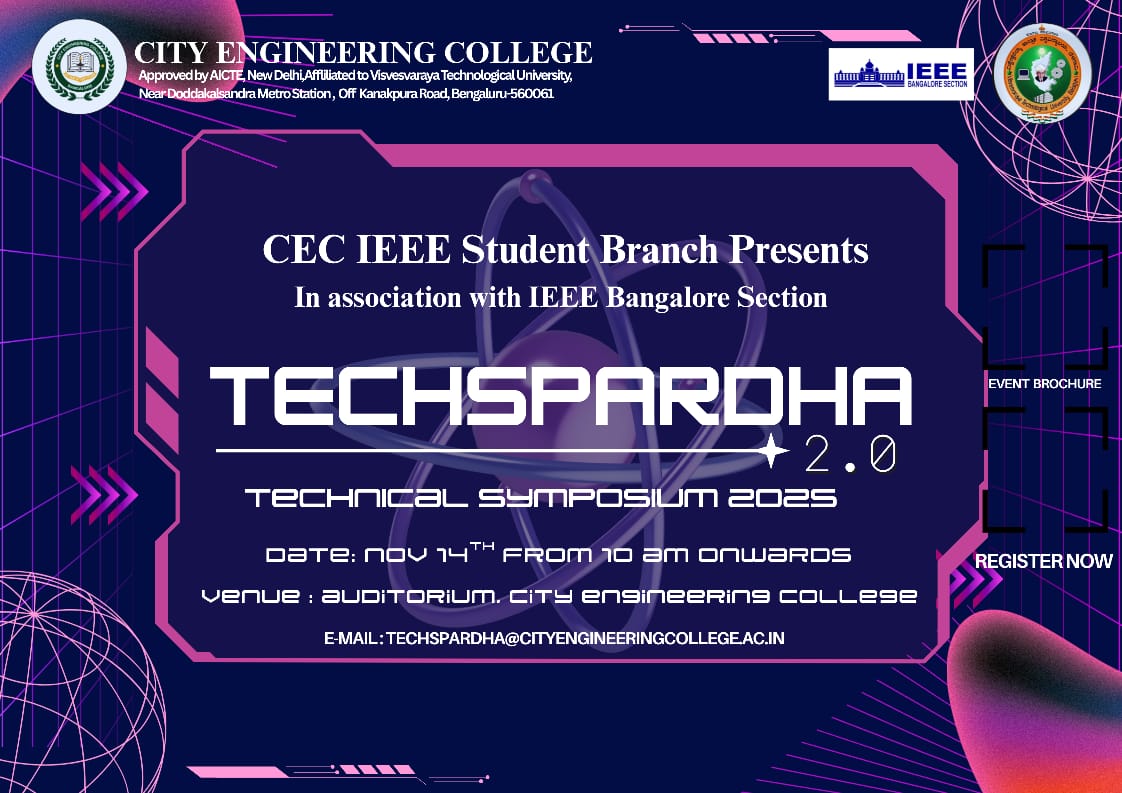 CITY ENGINEERING COLLEGE
Approved by AICTE, New Delhi,Affiliated to Visvesvaraya Technological University,
Near Doddakalsandra Metro Station , Off Kanakpura Road, Bengaluru-560061
IEEE
BANGALORE SECTION
CEC IEEE Student Branch Presents
In association with IEEE Bangalore Section
TECHSPARDHA
2.0
TECHNICAL SYMPOSIUM 2025
DATE: NOV 14TH FROM 10 AM ONWARDS
VENUE : AUDITORIUM, CITY ENGINEERING COLLEGE
E-MAIL : TECHSPARDHA@CITYENGINEERINGCOLLEGE.AC.IN
EVENT BROCHURE
REGISTER NOW